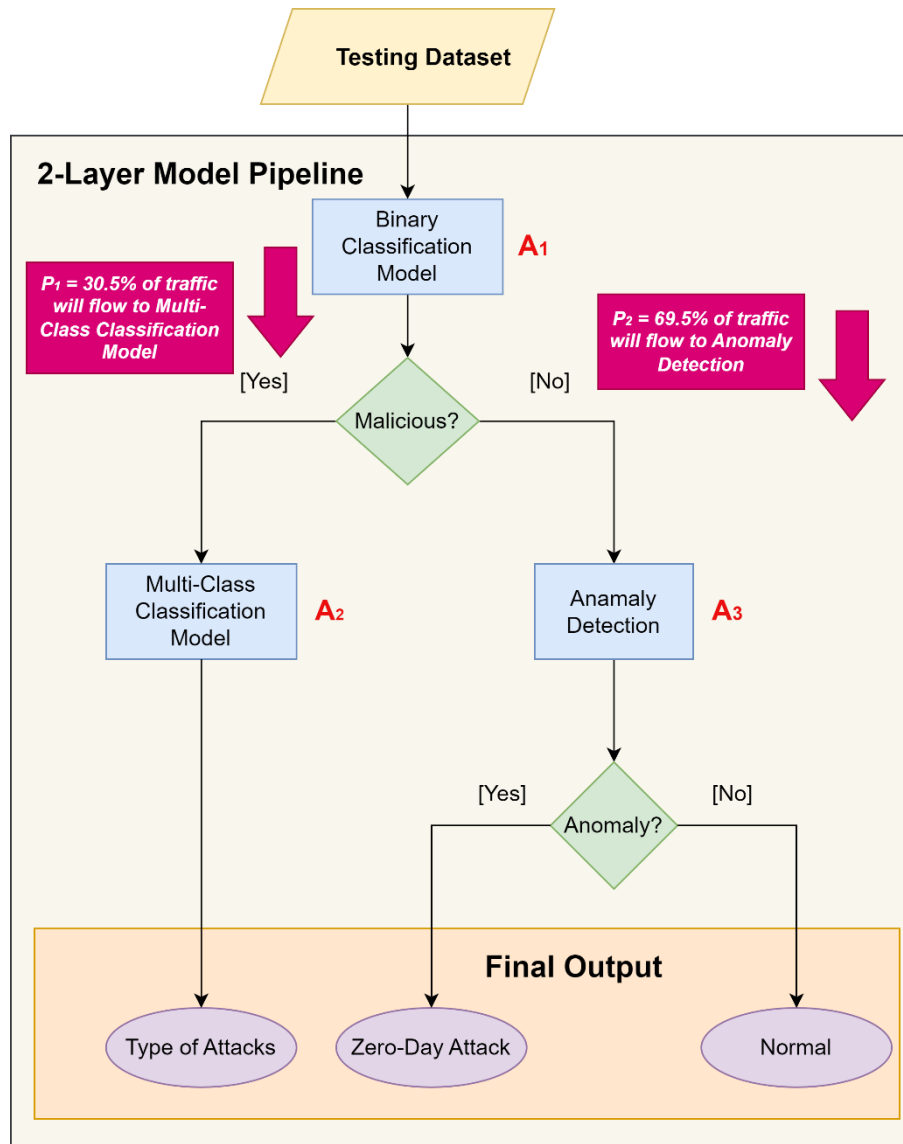 Testing Dataset
2-Layer Model Pipeline
Binary
Classification
Model
A1
P1 = 30.5% of traffic
will flow to Multi-
Class Classification
Model
P2 = 69.5% of traffic
will flow to Anomaly
Detection
[Yes]
[No]
Malicious?
Multi-Class
Classification
Model
A2
Anamaly
Detection
A3
[Yes]
[No]
Anomaly?
Final Output
Type of Attacks
Zero-Day Attack
Normal